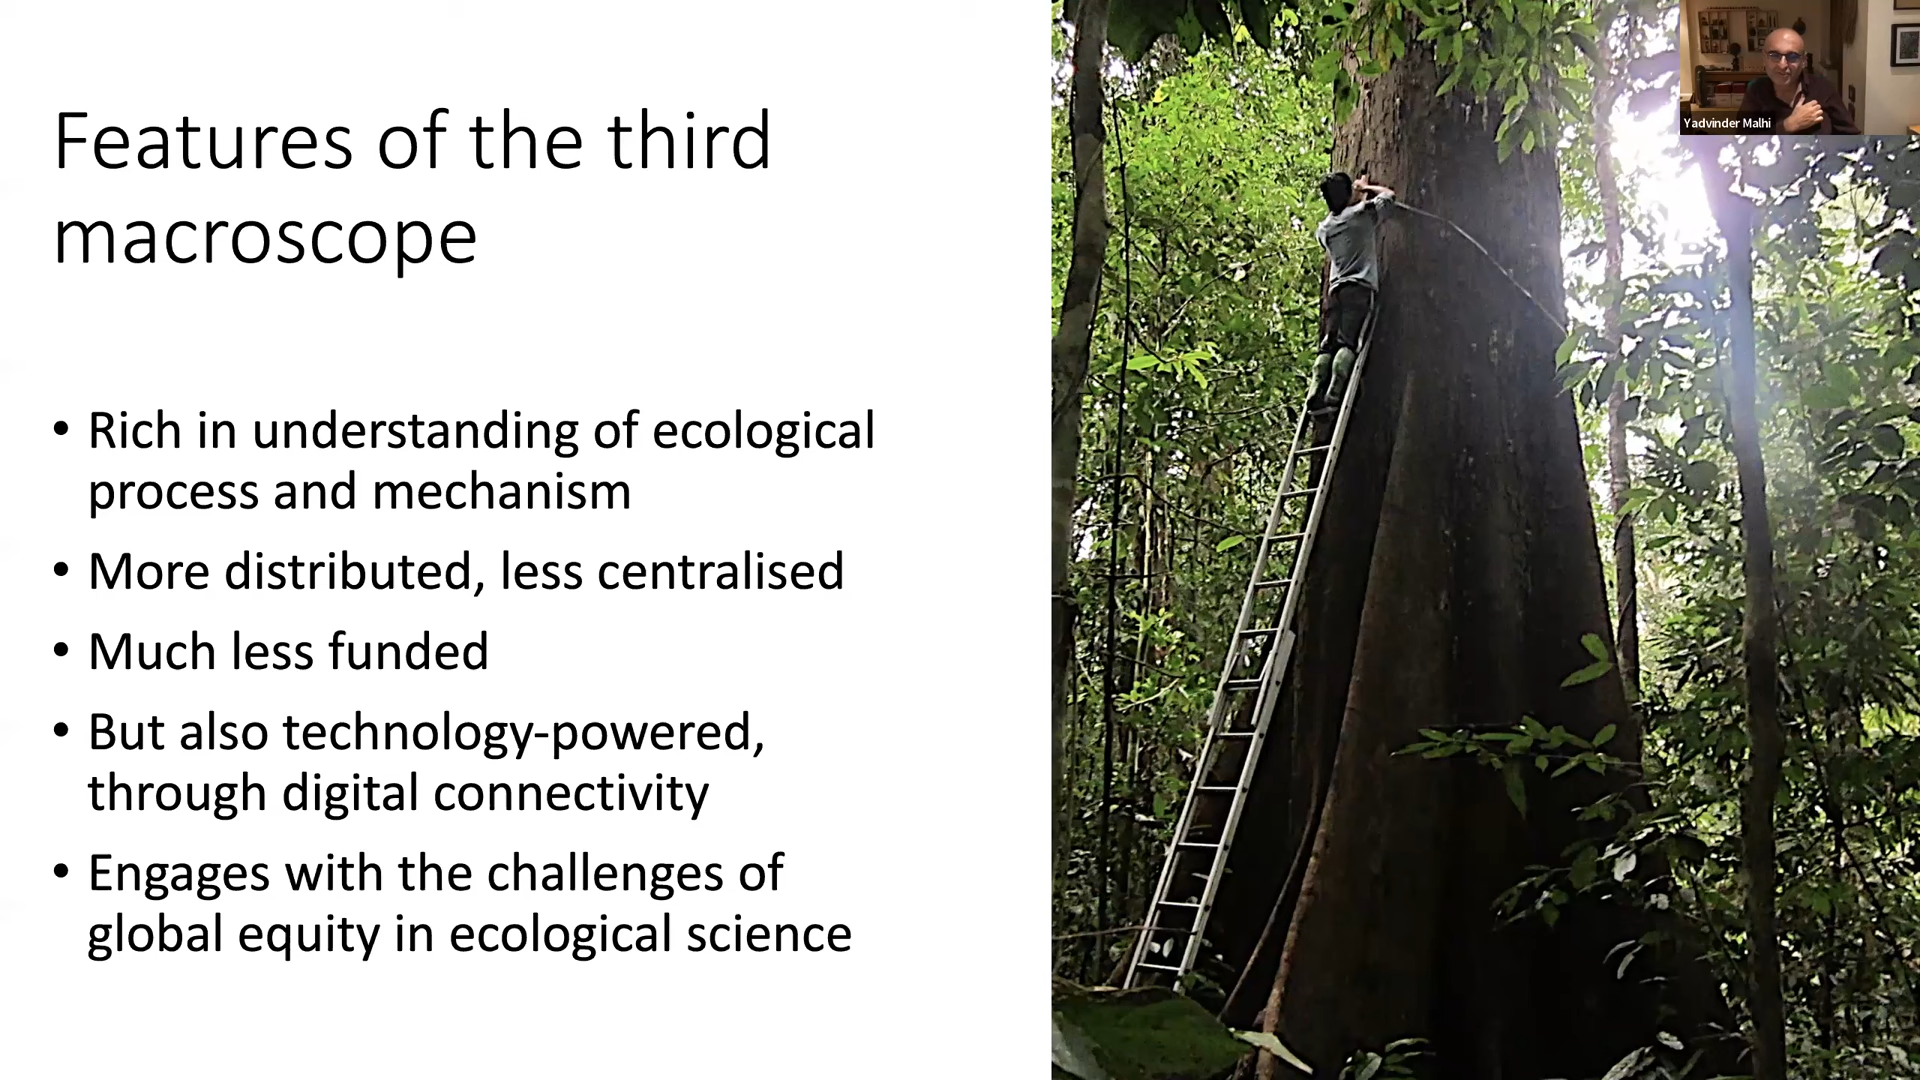 Features of the third
macroscope
• Rich in understanding of ecological
process and mechanism
• More distributed, less centralised
• Much less funded
• But also technology-powered,
through digital connectivity
• Engages with the challenges of
global equity in ecological science
Yadvinder Malhi